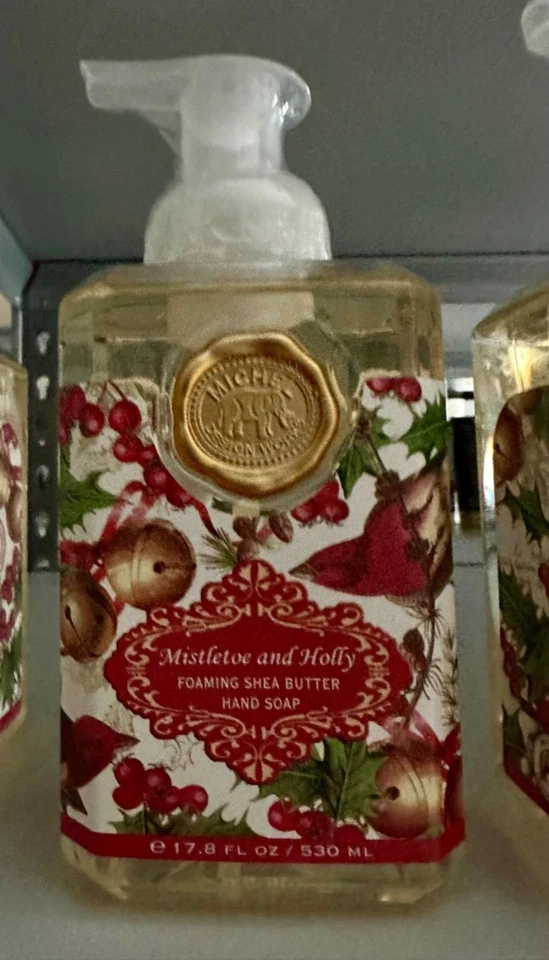 MICHEL
DESIGN WORKS
Mistletoe and Holly
FOAMING SHEA BUTTER
HAND SOAP
℮ 17.8 FL OZ / 530 ML